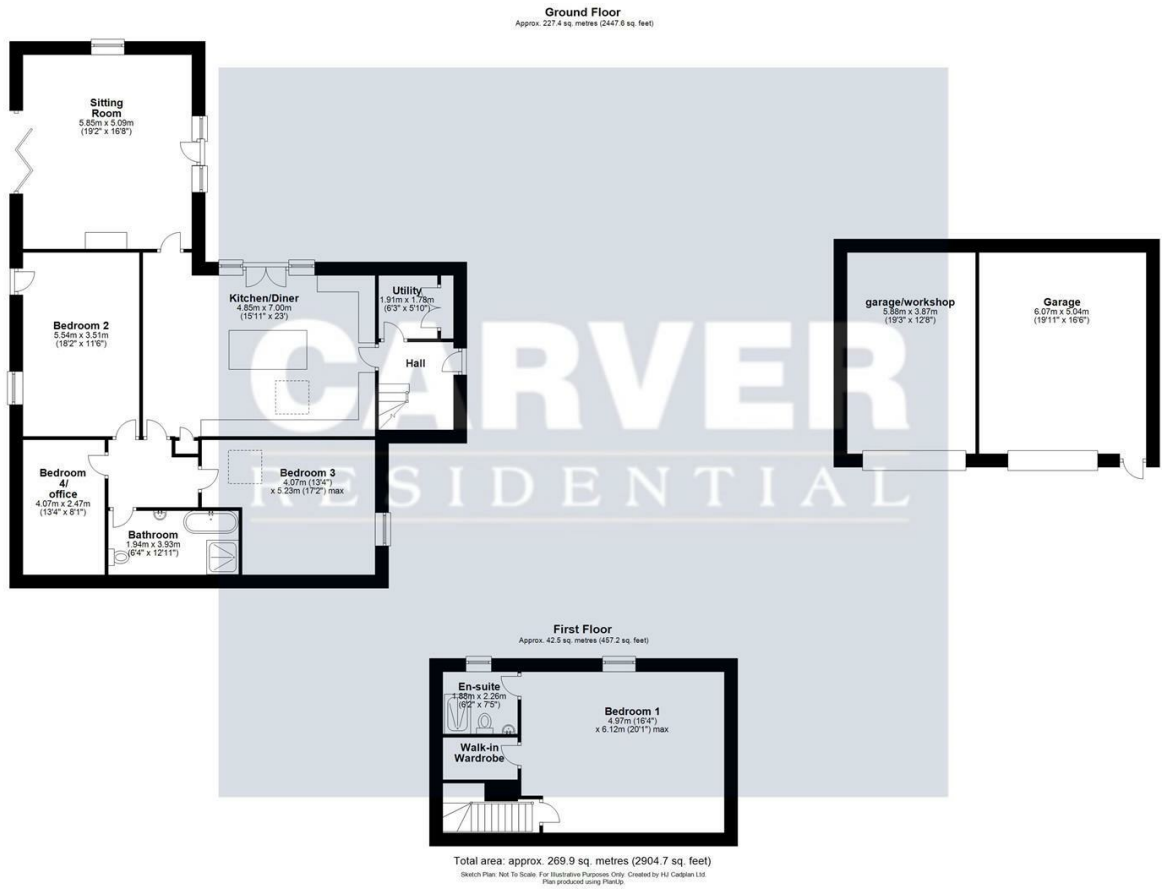 Ground Floor
Approx. 227.4 sq. metres (2447.6 sq. feet)
Sitting
Room
5.85m x 5.09m
(19'2" x 16'8")
Kitchen/Diner
4.85m x 7.00m
(15'11" x 23')
Utility
1.91m x 1.78m
(6'3" x 5'10")
Hall
Bedroom 2
5.54m x 3.51m
(18'2" x 11'6")
garage/workshop
5.88m x 3.87m
(19'3" x 12'8")
Garage
6.07m x 5.04m
(19'11" x 16'6")
CARVER
RESIDENTIAL
Bedroom
4/
office
4.07m x 2.47m
(13'4" x 8'1")
Bedroom 3
4.07m (13'4")
x 5.23m (17'2") max
Bathroom
1.94m x 3.93m
(6'4" x 12'11")
First Floor
Approx. 42.5 sq. metres (457.2 sq. feet)
En-suite
1.88m x 2.26m
(6'2" x 7'5")
Bedroom 1
4.97m (16'4")
x 6.12m (20'1") max
Walk-in
Wardrobe
Total area: approx. 269.9 sq. metres (2904.7 sq. feet)
Sketch Plan: Not To Scale. For Illustrative Purposes Only. Created by HJ Cadplan Ltd.
Plan produced using PlanUp.